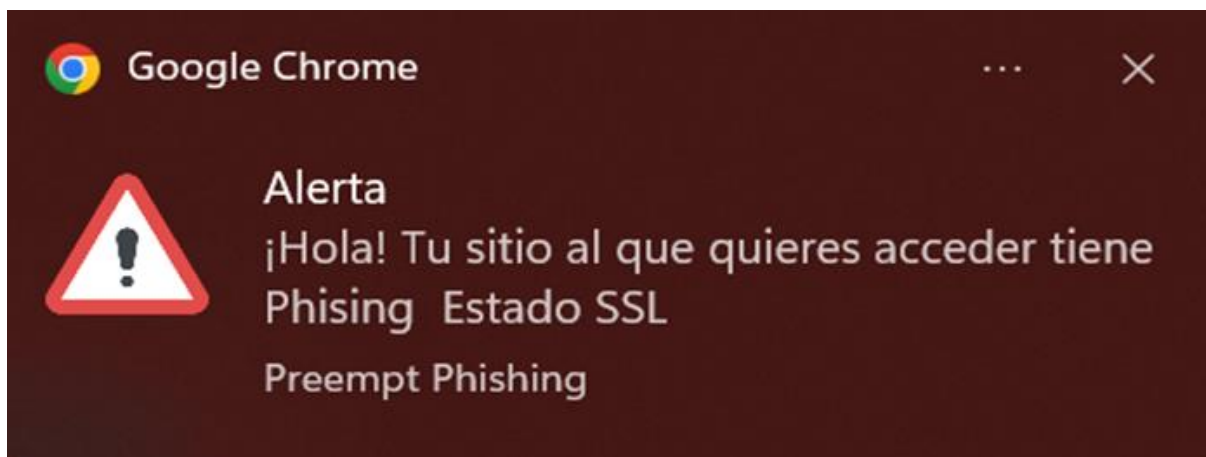 Google Chrome
Alerta
¡Hola! Tu sitio al que quieres acceder tiene
Phising Estado SSL
Preempt Phishing